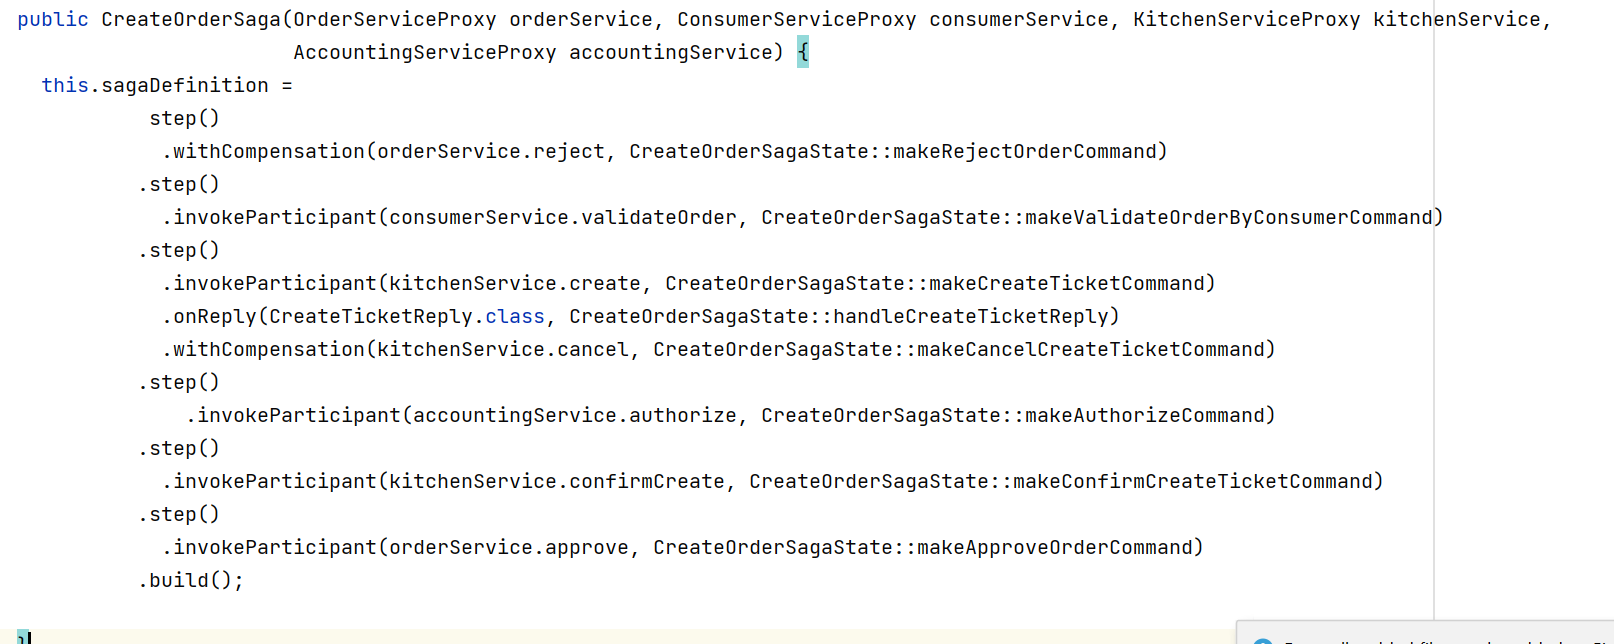 public CreateOrderSaga(OrderServiceProxy orderService, ConsumerServiceProxy consumerService, KitchenServiceProxy kitchenService,
AccountingServiceProxy accountingService) {
this.sagaDefinition =
step()
.withCompensation(orderService.reject, CreateOrderSagaState::makeRejectOrderCommand)
.step()
.invokeParticipant(consumerService.validateOrder, CreateOrderSagaState::makeValidateOrderByConsumerCommand)
.step()
.invokeParticipant(kitchenService.create, CreateOrderSagaState::makeCreateTicketCommand)
.onReply(CreateTicketReply.class, CreateOrderSagaState::handleCreateTicketReply)
.withCompensation(kitchenService.cancel, CreateOrderSagaState::makeCancelCreateTicketCommand)
.step()
.invokeParticipant(accountingService.authorize, CreateOrderSagaState::makeAuthorizeCommand)
.step()
.invokeParticipant(kitchenService.confirmCreate, CreateOrderSagaState::makeConfirmCreateTicketCommand)
.step()
.invokeParticipant(orderService.approve, CreateOrderSagaState::makeApproveOrderCommand)
.build();
}